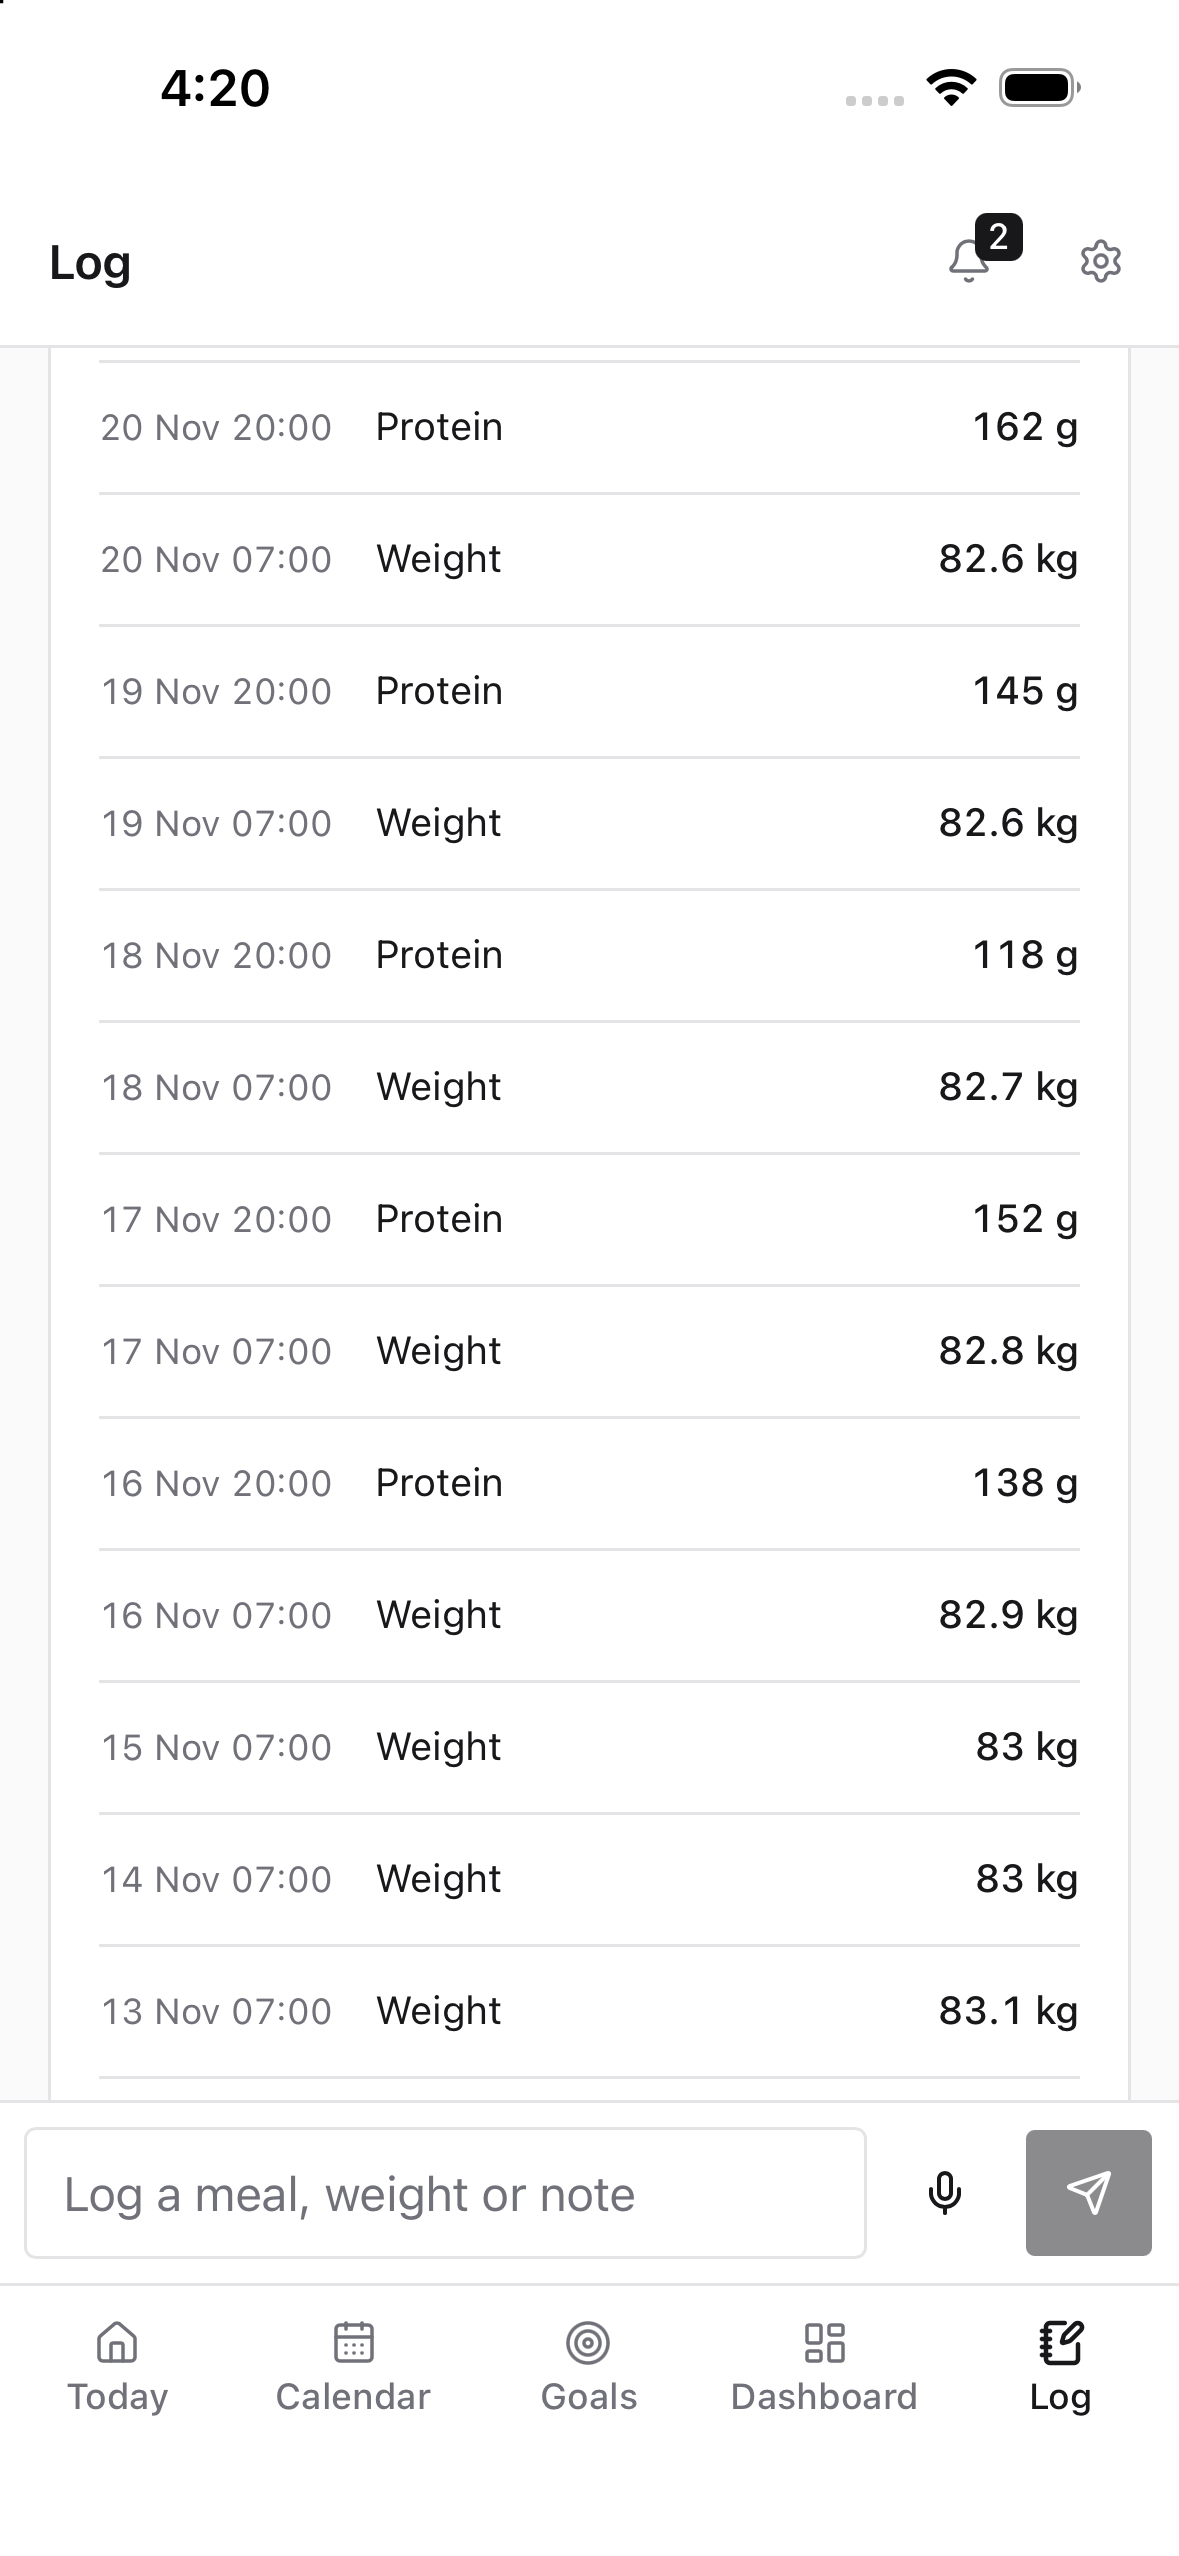 4:20
Log
2
20 Nov 20:00 Protein 162 g
20 Nov 07:00 Weight 82.6 kg
19 Nov 20:00 Protein 145 g
19 Nov 07:00 Weight 82.6 kg
18 Nov 20:00 Protein 118 g
18 Nov 07:00 Weight 82.7 kg
17 Nov 20:00 Protein 152 g
17 Nov 07:00 Weight 82.8 kg
16 Nov 20:00 Protein 138 g
16 Nov 07:00 Weight 82.9 kg
15 Nov 07:00 Weight 83 kg
14 Nov 07:00 Weight 83 kg
13 Nov 07:00 Weight 83.1 kg
Log a meal, weight or note
Today Calendar Goals Dashboard Log